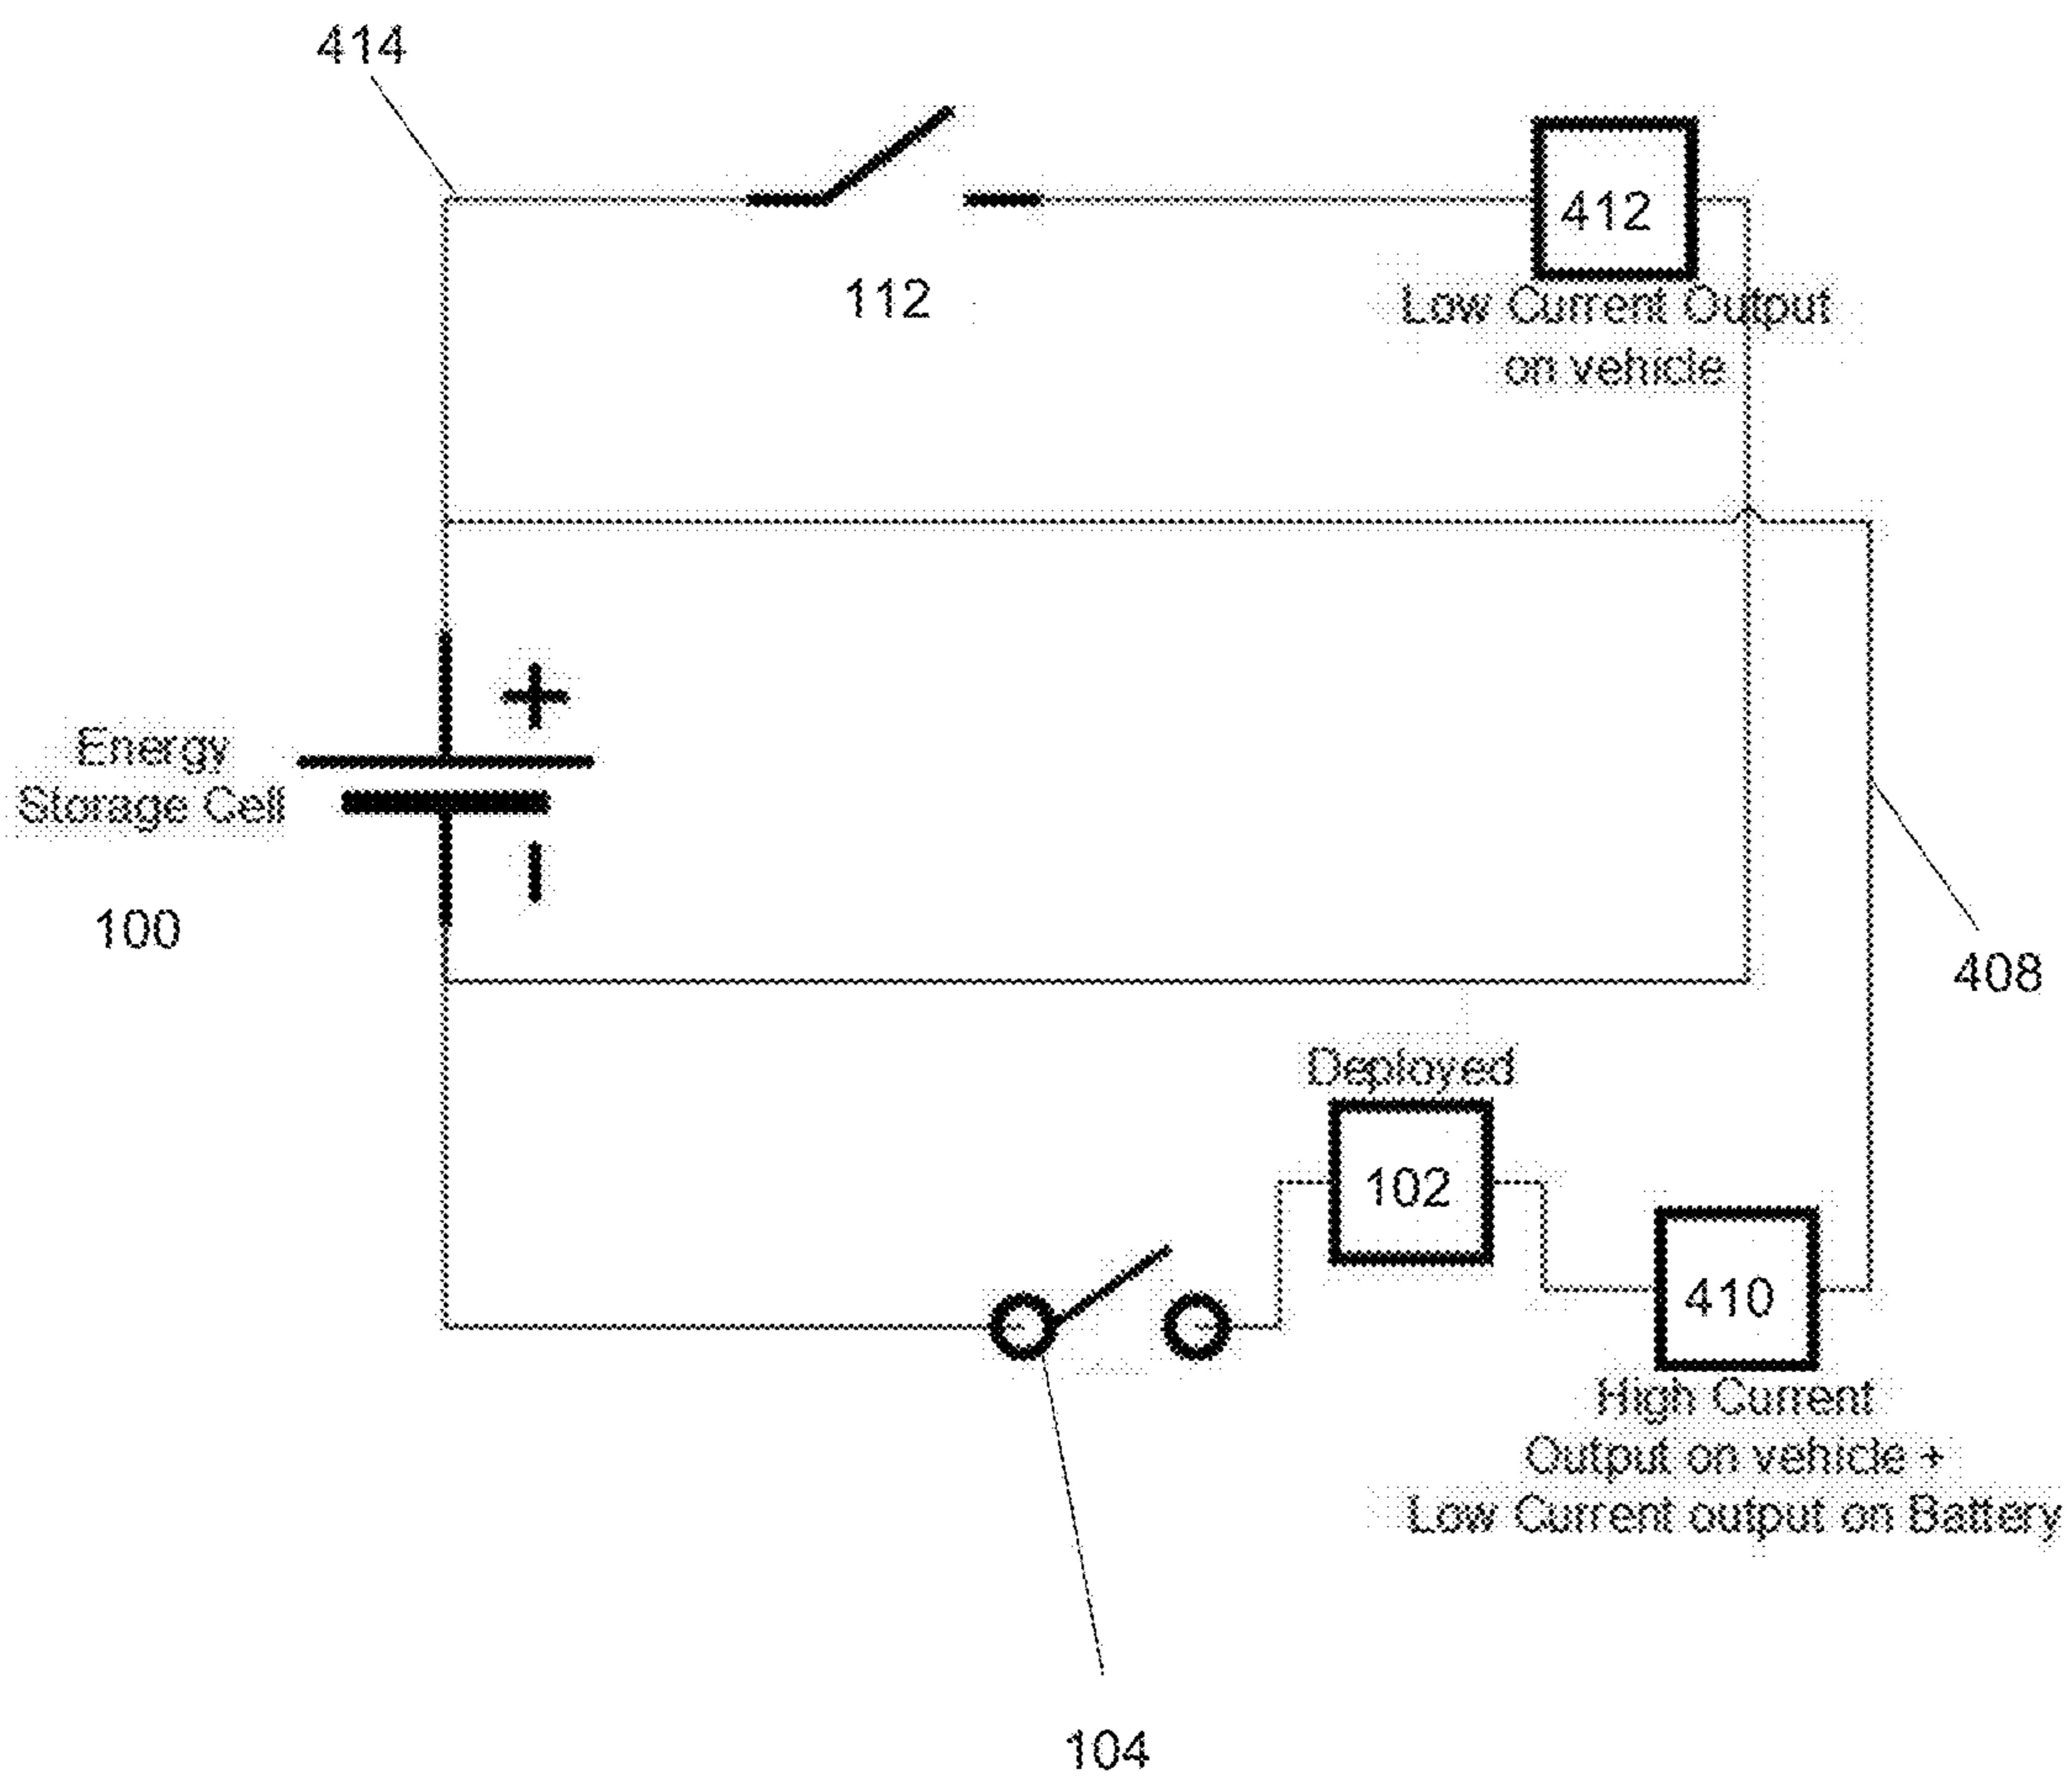 414
412
112
Low Current Output
on vehicle
+
Energy
Storage Cell
100
408
Deployed
102
410
High Current
Output on vehicle +
Low Current output on Battery
104